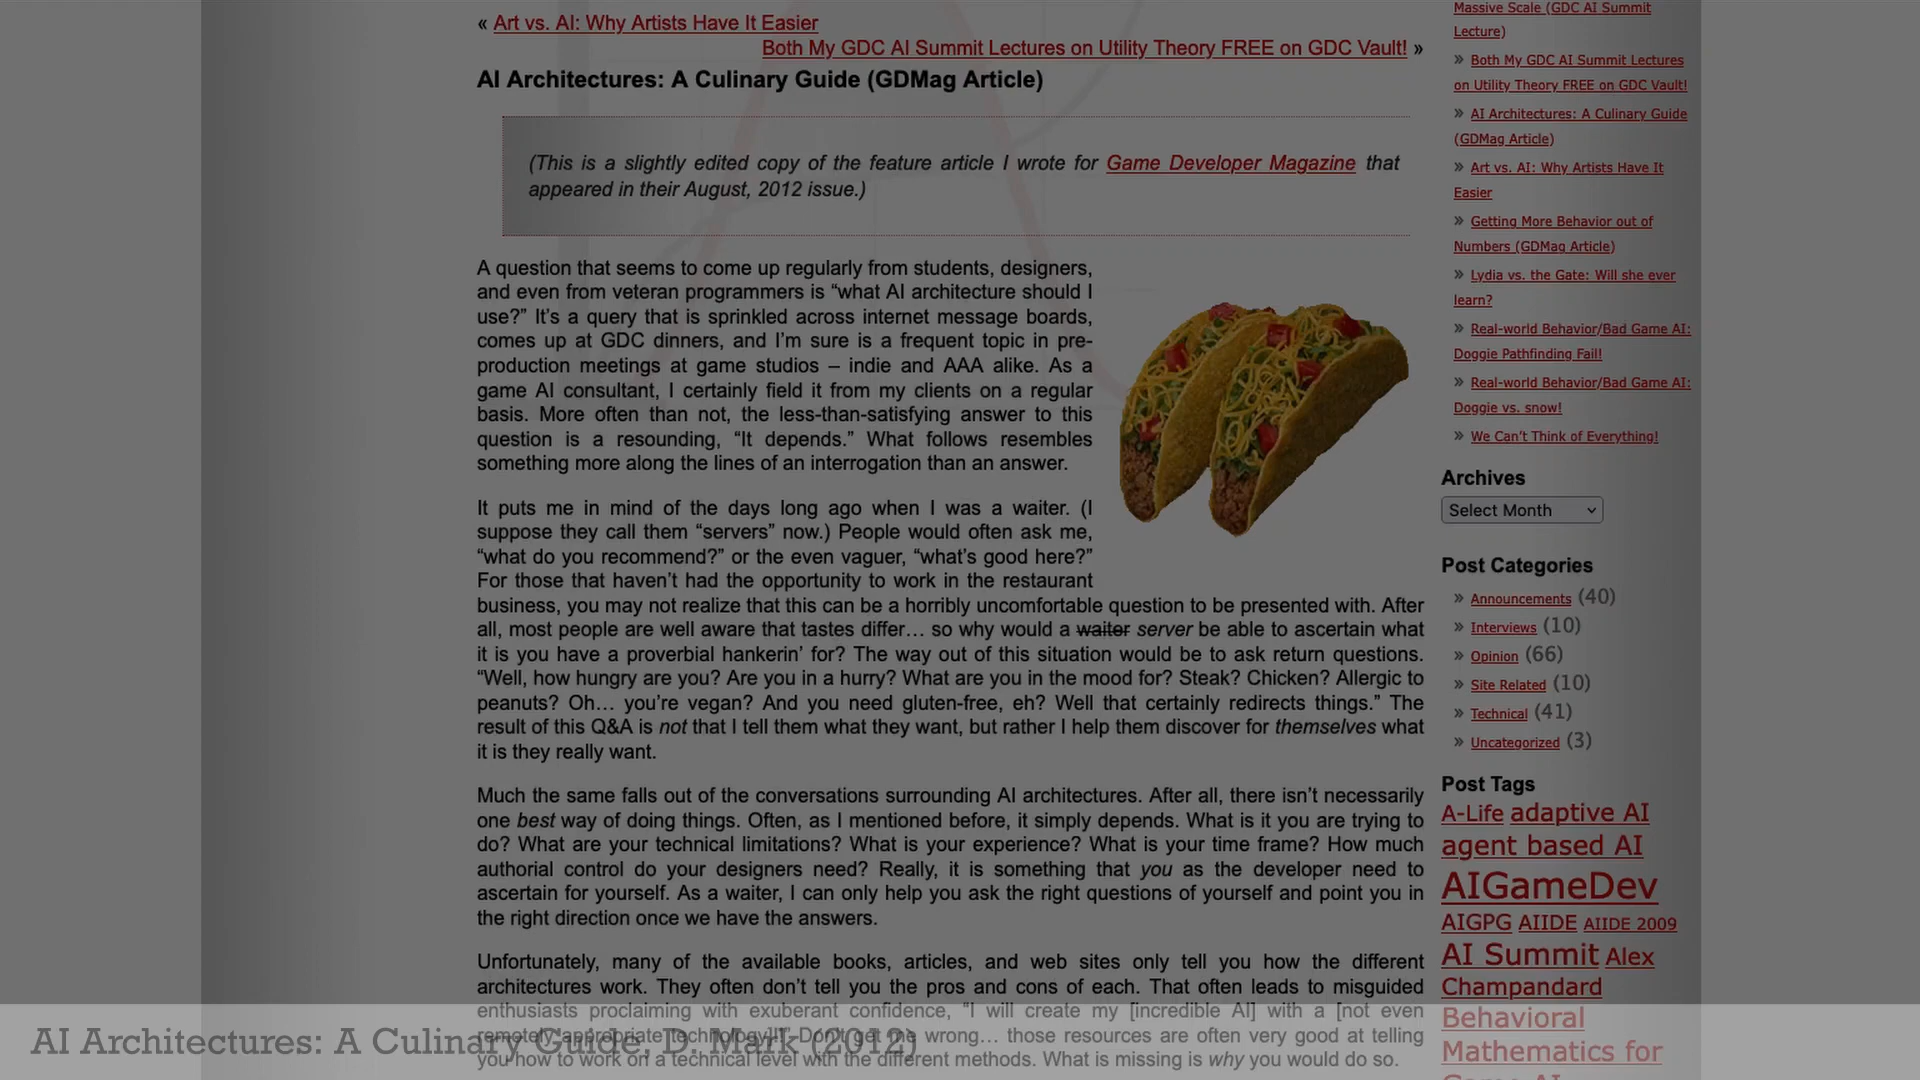 « Art vs. AI: Why Artists Have It Easier
Both My GDC AI Summit Lectures on Utility Theory FREE on GDC Vault! »
AI Architectures: A Culinary Guide (GDMag Article)
(This is a slightly edited copy of the feature article I wrote for Game Developer Magazine that
appeared in their August, 2012 issue.)
A question that seems to come up regularly from students, designers,
and even from veteran programmers is “what AI architecture should I
use?” It’s a query that is sprinkled across internet message boards,
comes up at GDC dinners, and I’m sure is a frequent topic in pre-
production meetings at game studios – indie and AAA alike. As a
game AI consultant, I certainly field it from my clients on a regular
basis. More often than not, the less-than-satisfying answer to this
question is a resounding, “It depends.” What follows resembles
something more along the lines of an interrogation than an answer.
It puts me in mind of the days long ago when I was a waiter. (I
suppose they call them “servers” now.) People would often ask me,
“what do you recommend?” or the even vaguer, “what’s good here?”
For those that haven’t had the opportunity to work in the restaurant
business, you may not realize that this can be a horribly uncomfortable question to be presented with. After
all, most people are well aware that tastes differ… so why would a waiter server be able to ascertain what
it is you have a proverbial hankerin’ for? The way out of this situation would be to ask return questions.
“Well, how hungry are you? Are you in a hurry? What are you in the mood for? Steak? Chicken? Allergic to
peanuts? Oh… you’re vegan? And you need gluten-free, eh? Well that certainly redirects things.” The
result of this Q&A is not that I tell them what they want, but rather I help them discover for themselves what
it is they really want.
Much the same falls out of the conversations surrounding AI architectures. After all, there isn’t necessarily
one best way of doing things. Often, as I mentioned before, it simply depends. What is it you are trying to
do? What are your technical limitations? What is your experience? What is your time frame? How much
authorial control do your designers need? Really, it is something that you as the developer need to
ascertain for yourself. As a waiter, I can only help you ask the right questions of yourself and point you in
the right direction once we have the answers.
Unfortunately, many of the available books, articles, and web sites only tell you how the different
architectures work. They often don’t tell you the pros and cons of each. That often leads to misguided
enthusiasts proclaiming with exuberant confidence, “I will create my [incredible AI] with a [not even
remotely appropriate technology]!” Don’t get me wrong… those resources are often very good at telling
you how to work on a technical level with the different methods. What is missing is why you would do so.
AI Architectures: A Culinary Guide, D. Mark (2012)
Massive Scale (GDC AI Summit
Lecture)
» Both My GDC AI Summit Lectures
on Utility Theory FREE on GDC Vault!
» AI Architectures: A Culinary Guide
(GDMag Article)
» Art vs. AI: Why Artists Have It
Easier
» Getting More Behavior out of
Numbers (GDMag Article)
» Lydia vs. the Gate: Will she ever
learn?
» Real-world Behavior/Bad Game AI:
Doggie Pathfinding Fail!
» Real-world Behavior/Bad Game AI:
Doggie vs. snow!
» We Can’t Think of Everything!
Archives
Select Month
Post Categories
» Announcements (40)
» Interviews (10)
» Opinion (66)
» Site Related (10)
» Technical (41)
» Uncategorized (3)
Post Tags
A-Life adaptive AI
agent based AI
AIGameDev
AIGPG AIIDE AIIDE 2009
AI Summit Alex
Champandard
Behavioral
Mathematics for
Game AI